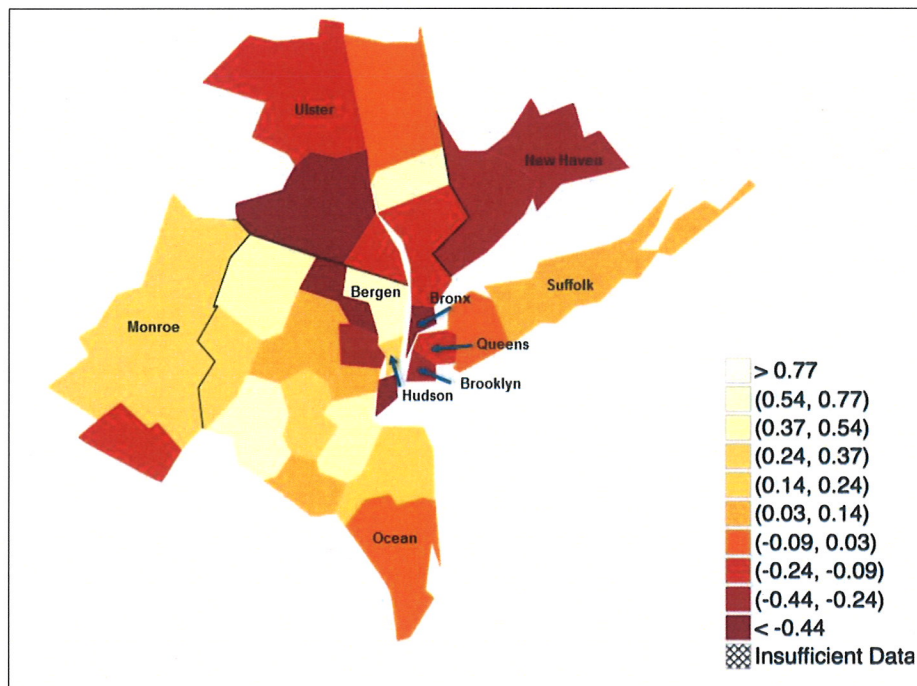 Ulster
New Haven
Bergen
Bronx
Suffolk
Monroe
Queens
Hudson
Brooklyn
Ocean
> 0.77
(0.54, 0.77)
(0.37, 0.54)
(0.24, 0.37)
(0.14, 0.24)
(0.03, 0.14)
(-0.09, 0.03)
(-0.24, -0.09)
(-0.44, -0.24)
< -0.44
Insufficient Data